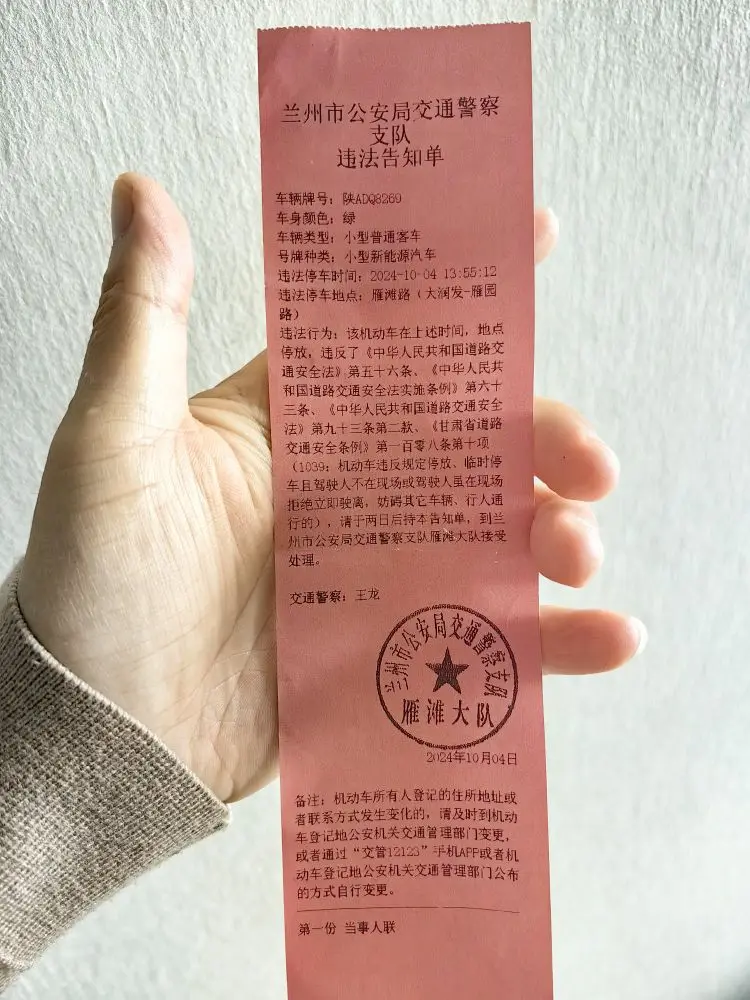 兰州市公安局交通警察
支队
违法告知单
车辆牌号：陕ADQ8269
车身颜色：绿
车辆类型：小型普通客车
号牌种类：小型新能源汽车
违法停车时间：2024-10-04 13:55:12
违法停车地点：雁滩路（大润发-雁园
路）
违法行为：该机动车在上述时间，地点
停放，违反了《中华人民共和国道路交
通安全法》第五十六条、《中华人民共
和国道路交通安全法实施条例》第六十
三条、《中华人民共和国道路交通安全
法》第九十三条第二款、《甘肃省道路
交通安全条例》第一百零八条第十项
（1039：机动车违反规定停放、临时停
车且驾驶人不在现场或驾驶人虽在现场
拒绝立即驶离，妨碍其它车辆、行人通
行的），请于两日后持本告知单，到兰
州市公安局交通警察支队雁滩大队接受
处理。
交通警察：王龙
兰州市公安局交通警察支队
雁滩大队
2024年10月04日
备注：机动车所有人登记的住所地址或
者联系方式发生变化的，请及时到机动
车登记地公安机关交通管理部门变更，
或者通过“交管12123”手机APP或者机
动车登记地公安机关交通管理部门公布
的方式自行变更。
第一份 当事人联